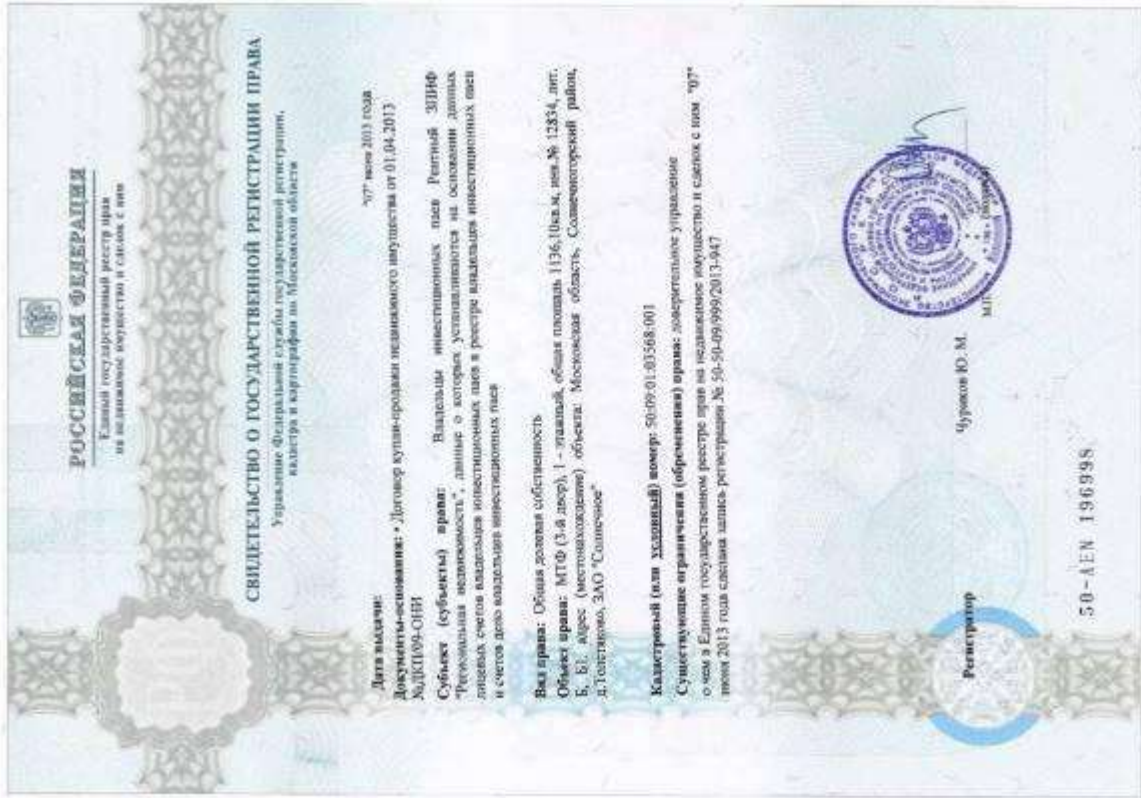 РОССИЙСКАЯ ФЕДЕРАЦИЯ
Единый государственный реестр прав
на недвижимое имущество и сделок с ним
СВИДЕТЕЛЬСТВО О ГОСУДАРСТВЕННОЙ РЕГИСТРАЦИИ ПРАВА
Управление Федеральной службы государственной регистрации,
кадастра и картографии по Московской области
Дата выдачи: "07" июня 2013 года
Документы-основания: • Договор купли-продажи недвижимого имущества от 01.04.2013
№ДКП/09-ОНИ
Субъект (субъекты) права: Владельцы инвестиционных паев Рентный ЗПИФ
"Региональная недвижимость", данные о которых устанавливаются на основании данных
лицевых счетов владельцев инвестиционных паев в реестре владельцев инвестиционных паев
и счетов депо владельцев инвестиционных паев
Вид права: Общая долевая собственность
Объект права: МТФ (3-й двор), 1 - этажный, общая площадь 1136,10кв.м, инв.№ 12834, лит.
Б, Б1, адрес (местонахождение) объекта: Московская область, Солнечногорский район,
д.Толстяково, ЗАО "Солнечное"
Кадастровый (или условный) номер: 50:09:01:03568:001
Существующие ограничения (обременения) права: доверительное управление
о чем в Едином государственном реестре прав на недвижимое имущество и сделок с ним "07"
июня 2013 года сделана запись регистрации № 50-50-09/999/2013-947
Регистратор Чуриков Ю. М.
М.П.
50-АЕN 196998